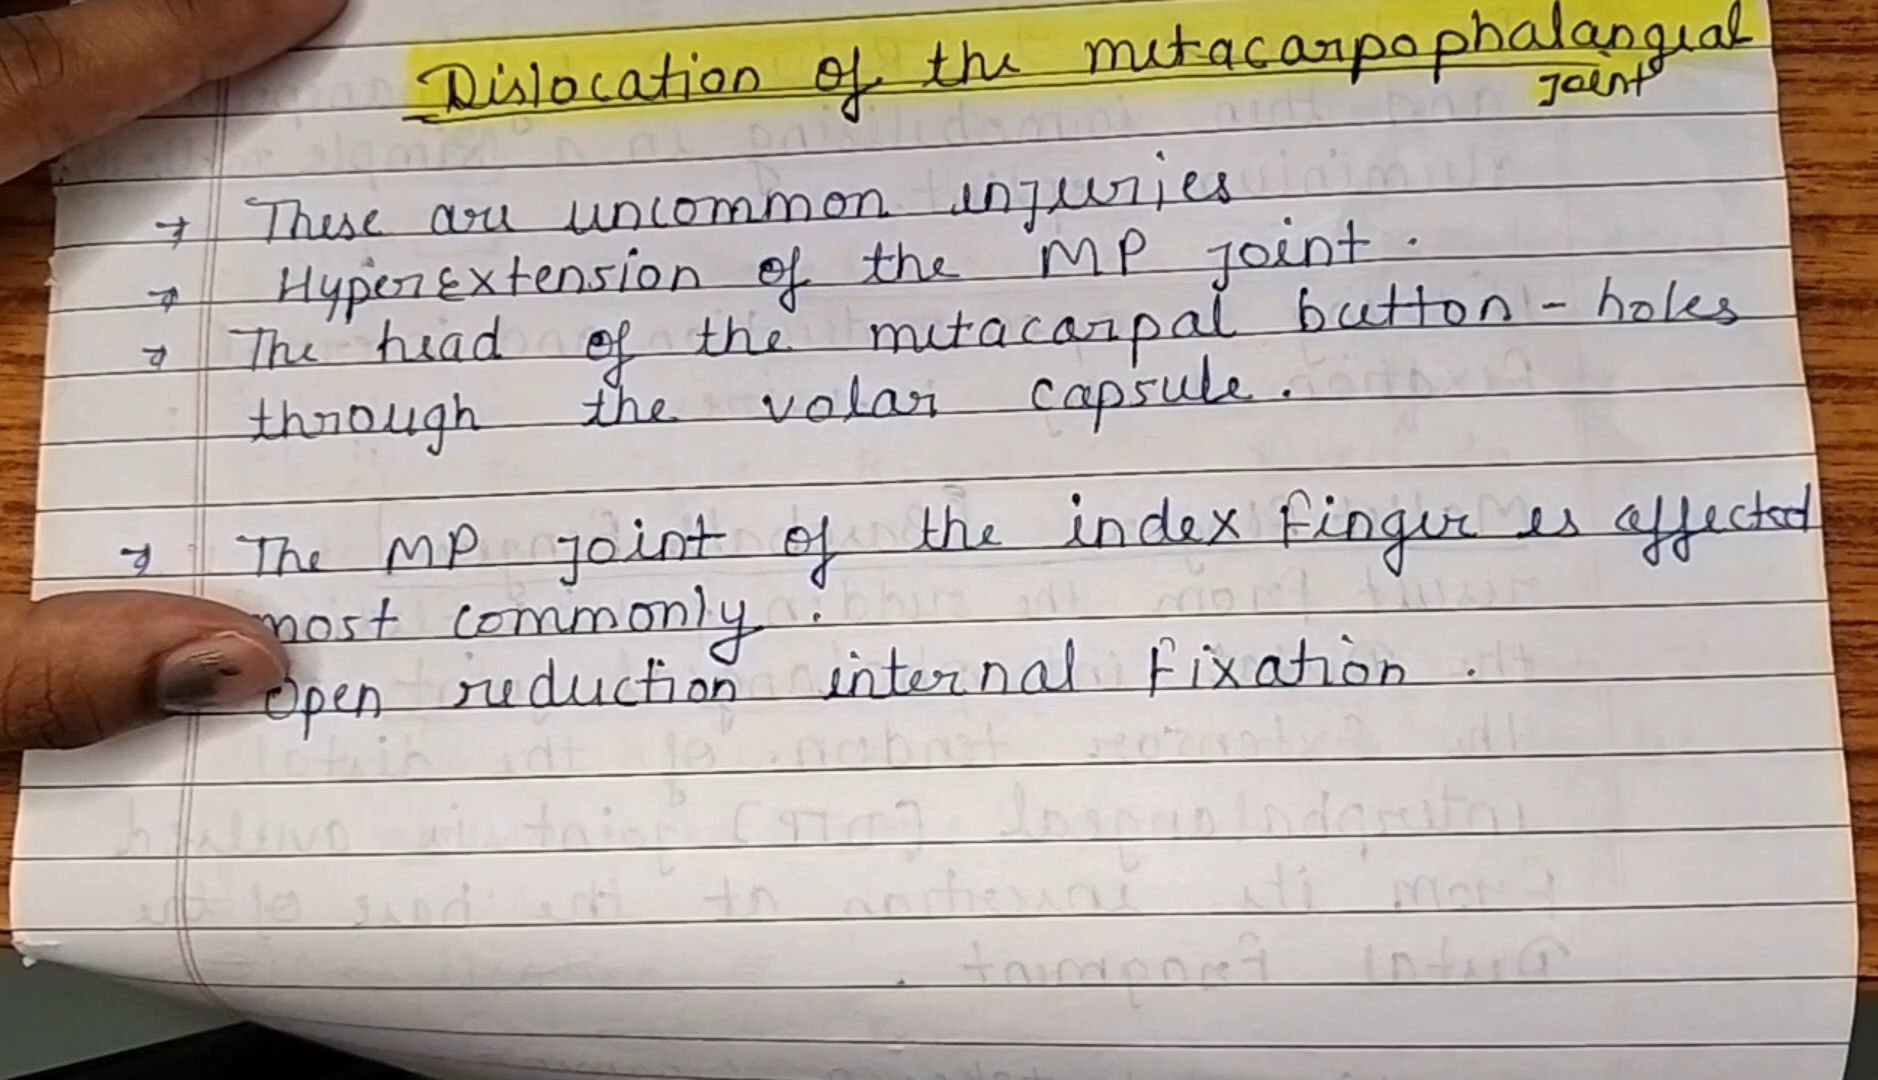 Dislocation of the metacarpophalangeal
Joint
→ These are uncommon injuries
→ Hyperextension of the MP joint.
→ The head of the metacarpal button-holes
through the volar capsule.
→ The MP joint of the index finger is affected
most commonly.
Open reduction internal fixation.